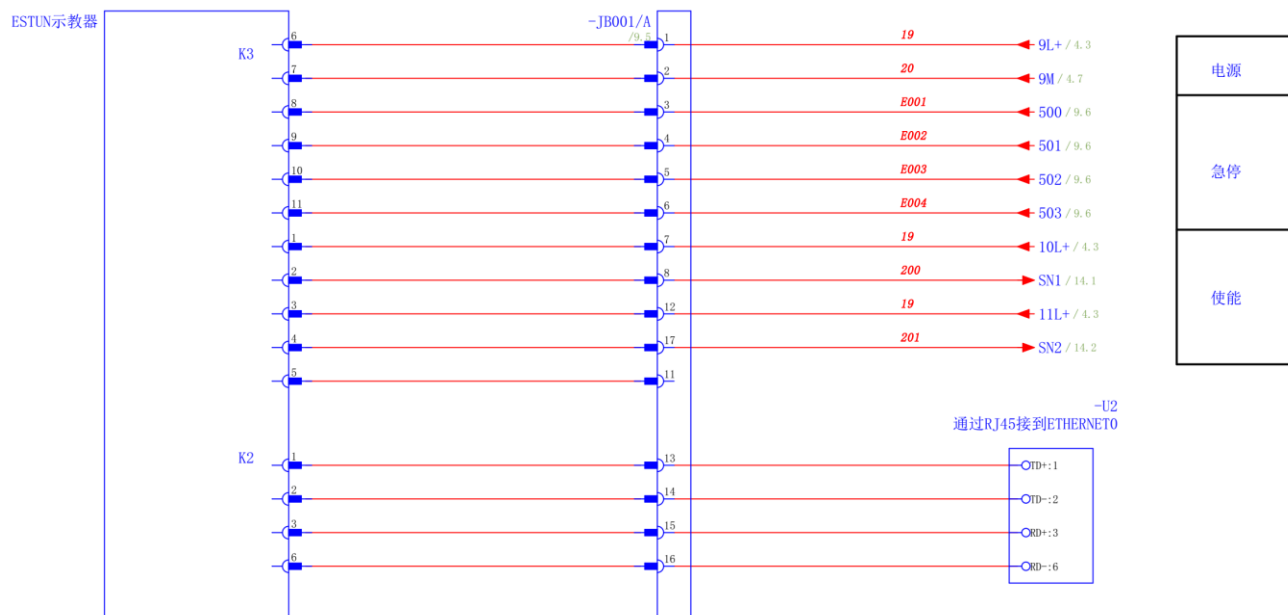 ESTUN示教器
-JB001/A
/9.5
K3
6 1 19 9L+ /4.3
7 2 20 9M /4.7
8 3 E001 500 /9.6
9 4 E002 501 /9.6
10 5 E003 502 /9.6
11 6 E004 503 /9.6
1 7 19 10L+ /4.3
2 8 200 SN1 /14.1
3 12 19 11L+ /4.3
4 17 201 SN2 /14.2
5 11
电源
急停
使能
-U2
通过RJ45接到ETHERNET0
K2
1 13 TD+:1
2 14 TD-:2
3 15 RD+:3
6 16 RD-:6